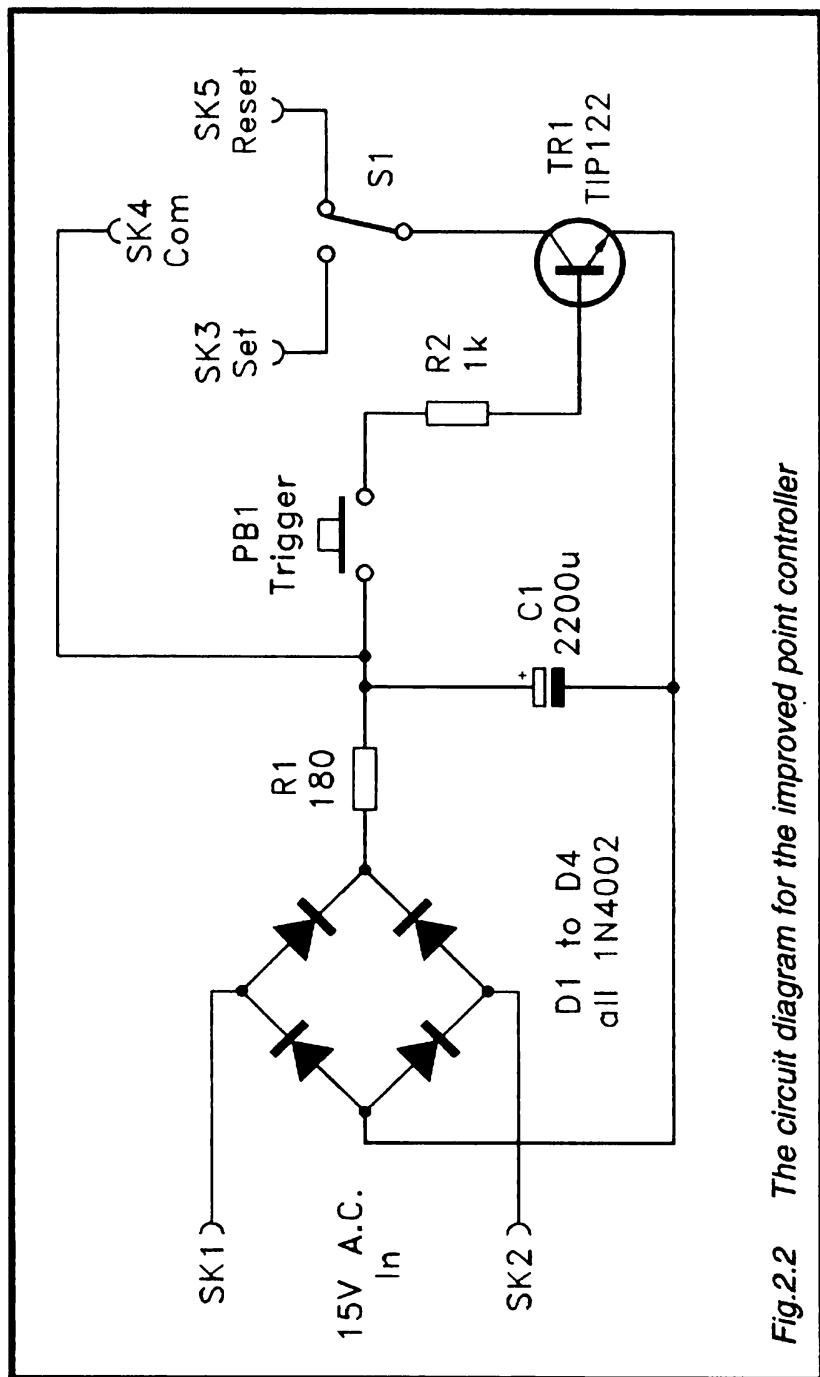 SK1
15V A.C.
In
SK2
D1 to D4
all 1N4002
R1
180
C1
2200u
+
PB1
Trigger
R2
1k
SK3
Set
SK4
Com
SK5
Reset
S1
TR1
TIP122
Fig.2.2 The circuit diagram for the improved point controller